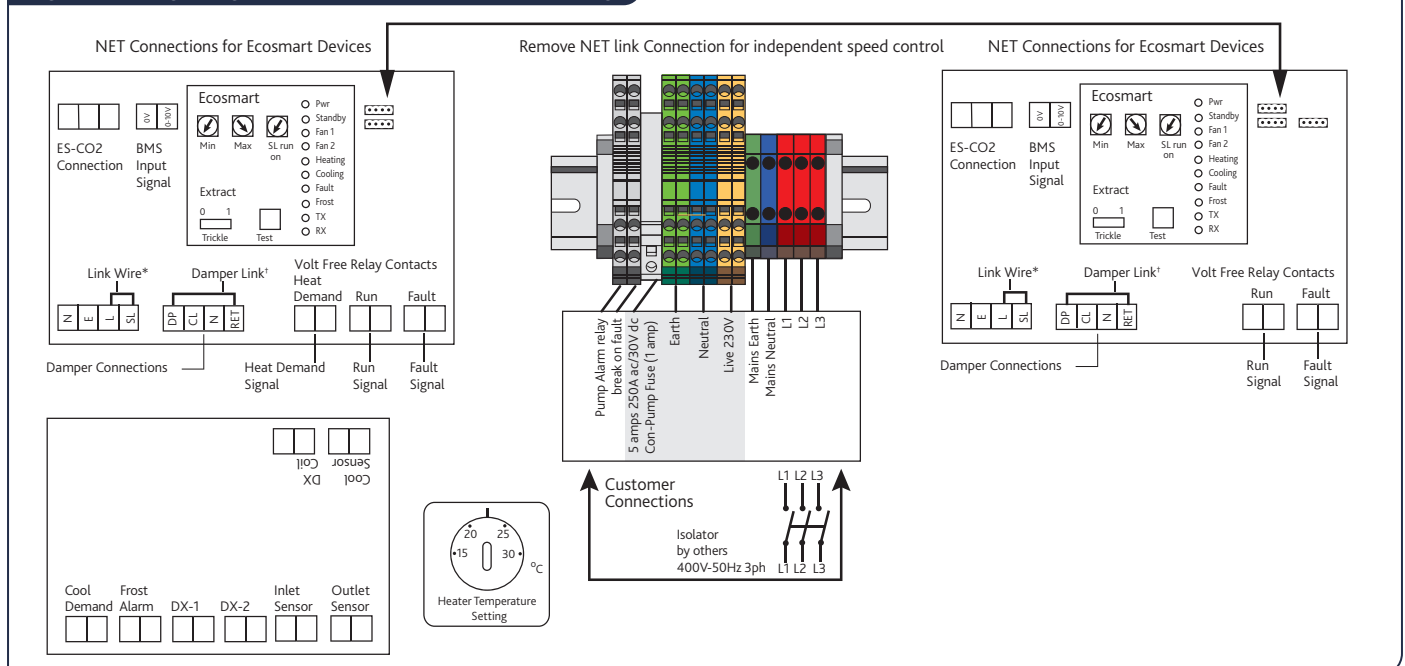 NET Connections for Ecosmart Devices
Remove NET link Connection for independent speed control
NET Connections for Ecosmart Devices
ES-CO2
Connection
0V
0-10V
BMS
Input
Signal
Ecosmart
Min
Max
SL run
on
Extract
0 1
Trickle
Test
Pwr
Standby
Fan 1
Fan 2
Heating
Cooling
Fault
Frost
TX
RX
Link Wire*
N
E
L
SL
Damper Link†
DP
CL
N
RET
Volt Free Relay Contacts
Heat
Demand
Run
Fault
Damper Connections
Heat Demand
Signal
Run
Signal
Fault
Signal
Pump Alarm relay
break on fault
5 amps 250A ac/30V dc
Con-Pump Fuse (1 amp)
Earth
Neutral
Live 230V
Mains Earth
Mains Neutral
L1
L2
L3
Customer
Connections
L1 L2 L3
Isolator
by others
400V-50Hz 3ph
L1 L2 L3
ES-CO2
Connection
0V
0-10V
BMS
Input
Signal
Ecosmart
Min
Max
SL run
on
Extract
0 1
Trickle
Test
Pwr
Standby
Fan 1
Fan 2
Heating
Cooling
Fault
Frost
TX
RX
Link Wire*
N
E
L
SL
Damper Link†
DP
CL
N
RET
Volt Free Relay Contacts
Run
Fault
Damper Connections
Run
Signal
Fault
Signal
DX
Coil
Cool
Sensor
Cool
Demand
Frost
Alarm
DX-1
DX-2
Inlet
Sensor
Outlet
Sensor
20
25
15
30
°C
Heater Temperature
Setting